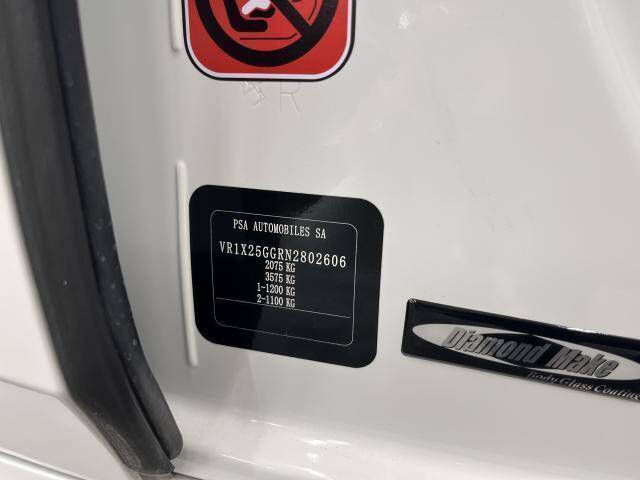 R
PSA AUTOMOBILES SA
VR1X25GGRN2802606
2075 KG
3575 KG
1-1200 KG
2-1100 KG
Diamond Make
Body Glass Coating